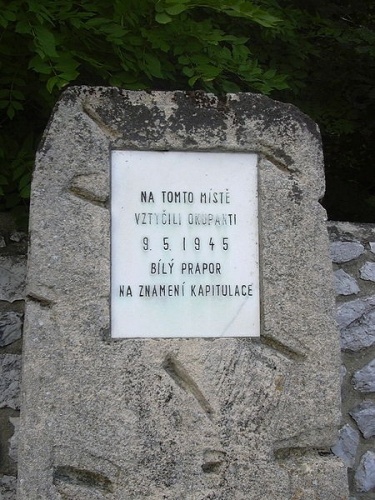 NA TOMTO MÍSTĚ
VZTYČILI OKUPANTI
9. 5. 1945
BÍLÝ PRAPOR
NA ZNAMENÍ KAPITULACE